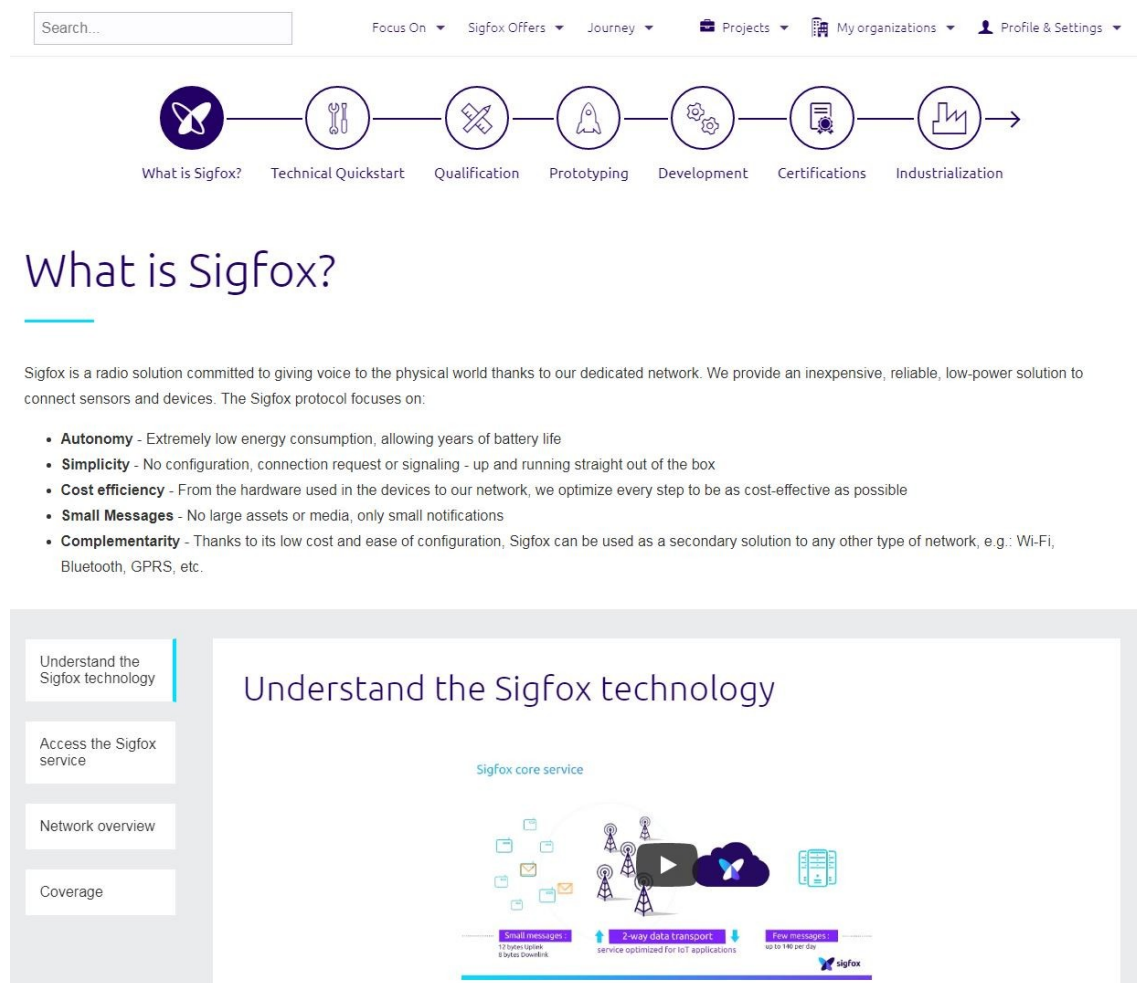 Search...
Focus On
Sigfox Offers
Journey
Projects
My organizations
Profile & Settings
What is Sigfox?
Technical Quickstart
Qualification
Prototyping
Development
Certifications
Industrialization
What is Sigfox?
Sigfox is a radio solution committed to giving voice to the physical world thanks to our dedicated network. We provide an inexpensive, reliable, low-power solution to
connect sensors and devices. The Sigfox protocol focuses on:
• Autonomy - Extremely low energy consumption, allowing years of battery life
• Simplicity - No configuration, connection request or signaling - up and running straight out of the box
• Cost efficiency - From the hardware used in the devices to our network, we optimize every step to be as cost-effective as possible
• Small Messages - No large assets or media, only small notifications
• Complementarity - Thanks to its low cost and ease of configuration, Sigfox can be used as a secondary solution to any other type of network, e.g.: Wi-Fi,
Bluetooth, GPRS, etc.
Understand the
Sigfox technology
Access the Sigfox
service
Network overview
Coverage
Understand the Sigfox technology
Sigfox core service
Small messages :
12 bytes Uplink
8 bytes Downlink
2-way data transport
service optimized for IoT applications
Few messages :
up to 140 per day
sigfox